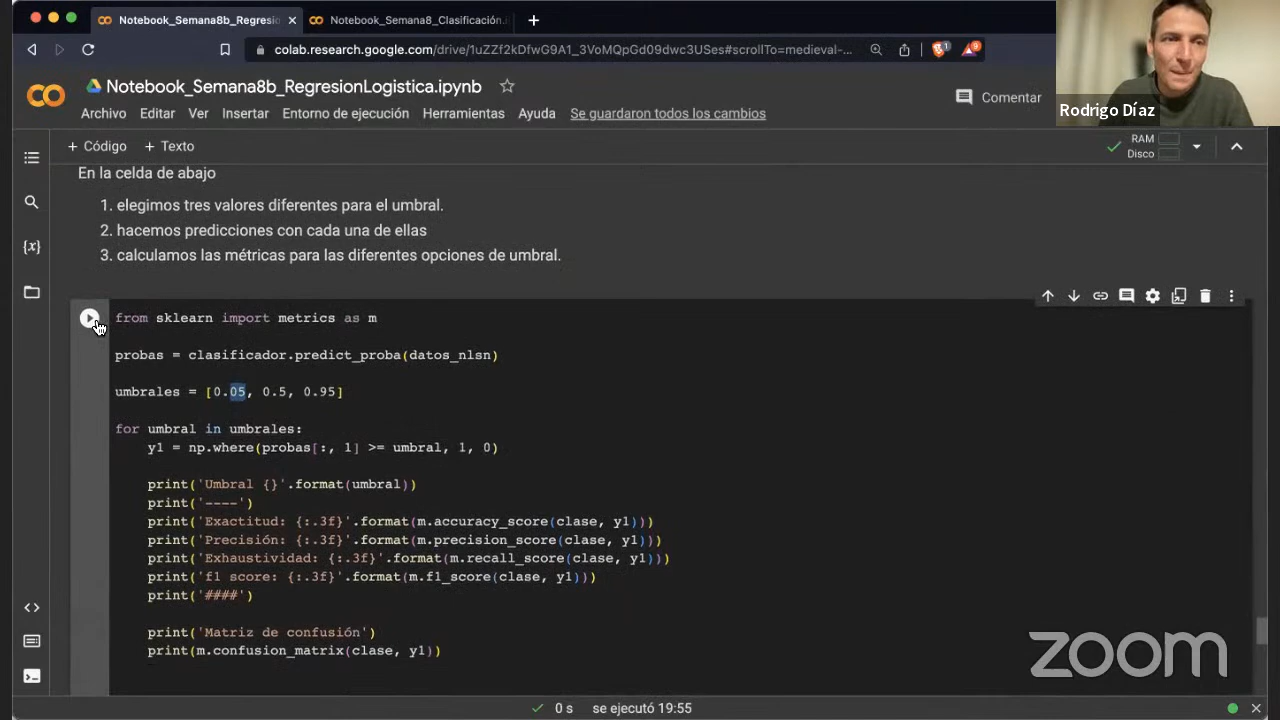 Notebook_Semana8b_Regresi
Notebook_Semana8_Clasificación.i
colab.research.google.com/drive/1uZZf2kDfwG9A1_3VoMQpGd09dwc3USes#scrollTo=medieval-...
1
9
Notebook_Semana8b_RegresionLogistica.ipynb
Archivo Editar Ver Insertar Entorno de ejecución Herramientas Ayuda Se guardaron todos los cambios
Comentar
Rodrigo Díaz
+ Código + Texto
RAM
Disco
En la celda de abajo
1. elegimos tres valores diferentes para el umbral.
2. hacemos predicciones con cada una de ellas
3. calculamos las métricas para las diferentes opciones de umbral.
from sklearn import metrics as m
probas = clasificador.predict_proba(datos_nlsn)
umbrales = [0.05, 0.5, 0.95]
for umbral in umbrales:
y1 = np.where(probas[:, 1] >= umbral, 1, 0)
print('Umbral {}'.format(umbral))
print('----')
print('Exactitud: {:.3f}'.format(m.accuracy_score(clase, y1)))
print('Precisión: {:.3f}'.format(m.precision_score(clase, y1)))
print('Exhaustividad: {:.3f}'.format(m.recall_score(clase, y1)))
print('f1 score: {:.3f}'.format(m.f1_score(clase, y1)))
print('####')
print('Matriz de confusión')
print(m.confusion_matrix(clase, y1))
zoom
0 s se ejecutó 19:55